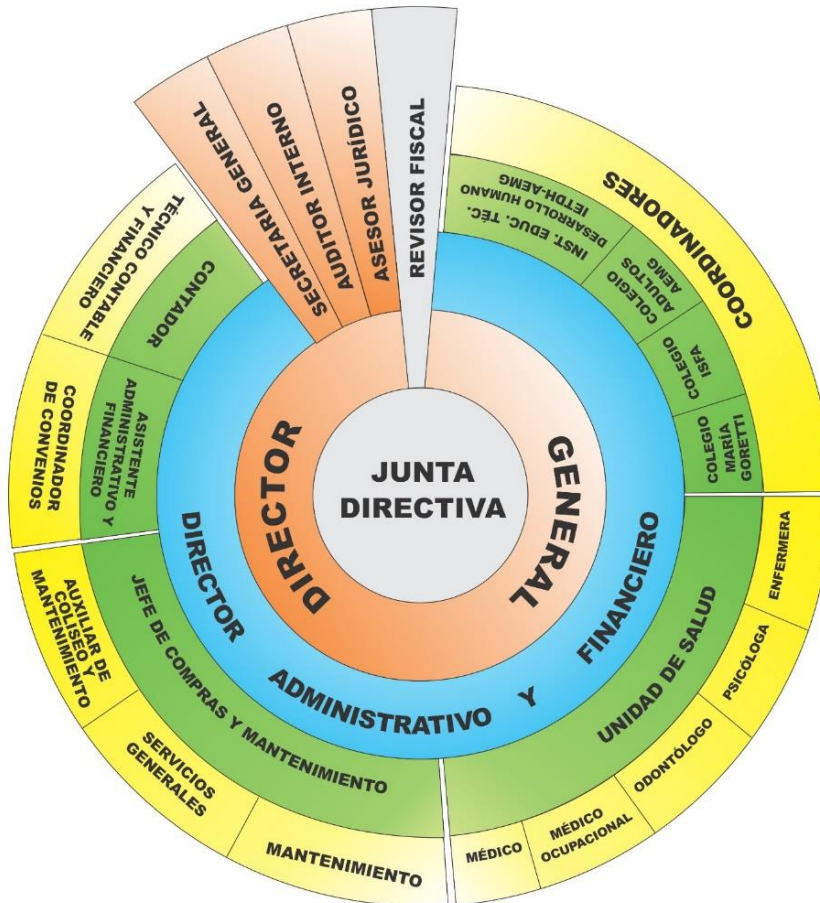 JUNTA
DIRECTIVA
DIRECTOR
GENERAL
DIRECTOR
ADMINISTRATIVO
Y
FINANCIERO
SECRETARIA GENERAL
AUDITOR INTERNO
ASESOR JURÍDICO
REVISOR FISCAL
COORDINADORES
INST. EDUC. TÉC.
DESARROLLO HUMANO
IETDH-AEMG
COLEGIO
ADULTOS
AEMG
COLEGIO
ISFA
COLEGIO
MARÍA
GORETTI
UNIDAD DE SALUD
ENFERMERA
PSICÓLOGA
ODONTÓLOGO
MÉDICO
OCUPACIONAL
MÉDICO
JEFE DE COMPRAS Y MANTENIMIENTO
MANTENIMIENTO
SERVICIOS
GENERALES
AUXILIAR DE
COLISEO Y
MANTENIMIENTO
ASISTENTE
ADMINISTRATIVO Y
FINANCIERO
COORDINADOR
DE CONVENIOS
CONTADOR
TÉCNICO CONTABLE
Y FINANCIERO